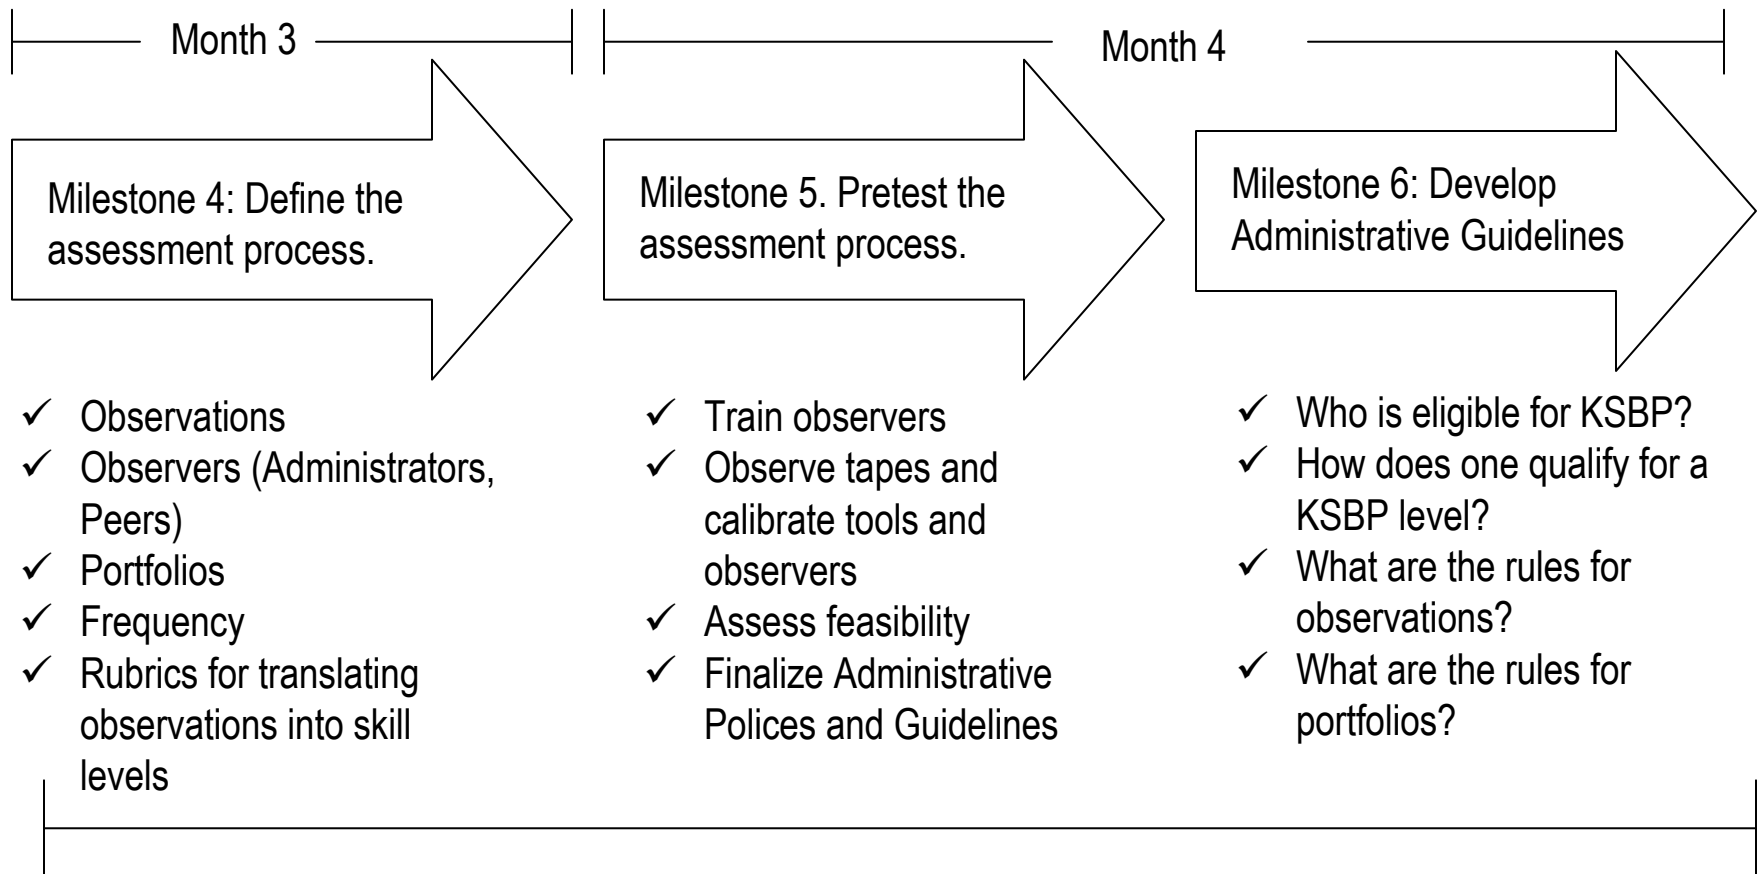 Month 3
Month 4
Milestone 4: Define the
assessment process.
Milestone 5. Pretest the
assessment process.
Milestone 6: Develop
Administrative Guidelines
✓ Observations
✓ Observers (Administrators,
Peers)
✓ Portfolios
✓ Frequency
✓ Rubrics for translating
observations into skill
levels
✓ Train observers
✓ Observe tapes and
calibrate tools and
observers
✓ Assess feasibility
✓ Finalize Administrative
Polices and Guidelines
✓ Who is eligible for KSBP?
✓ How does one qualify for a
KSBP level?
✓ What are the rules for
observations?
✓ What are the rules for
portfolios?